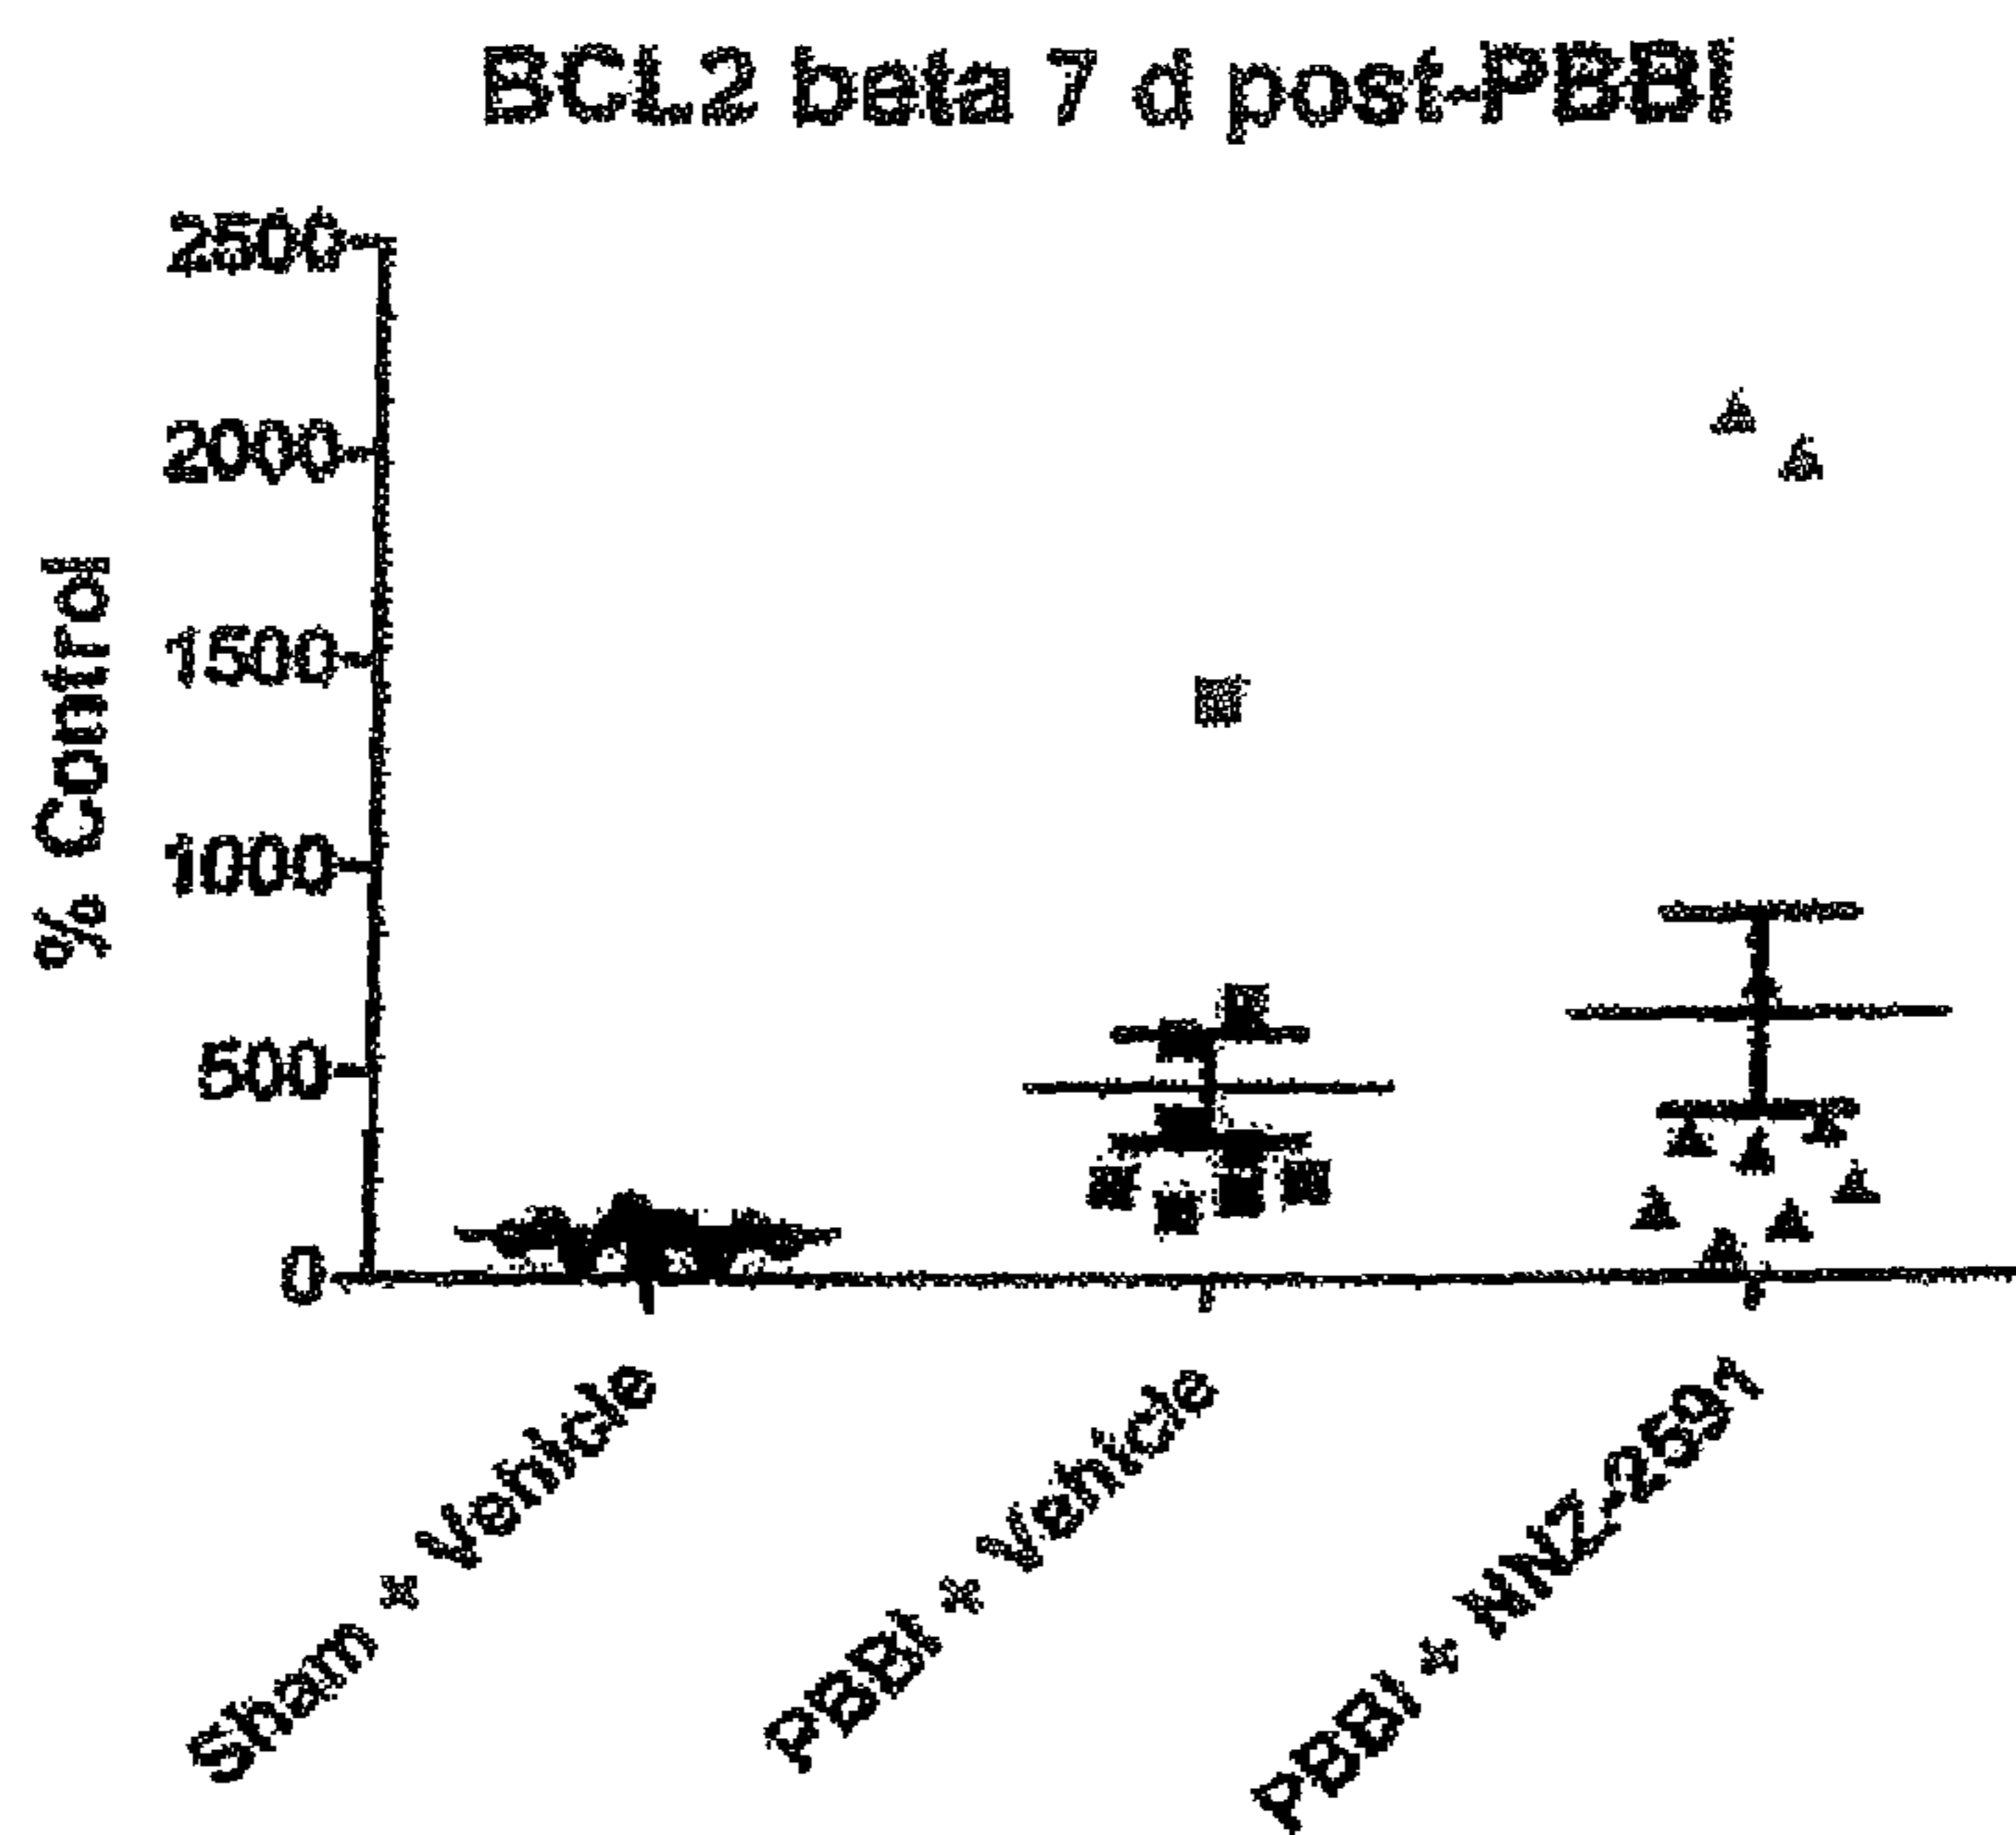 BCL2 beta 7 d post-PBBI
% Control
2500
2000
1500
1000
500
0
Sham + Vehicle
PBBI + Vehicle
PBBI + NNZ-2591